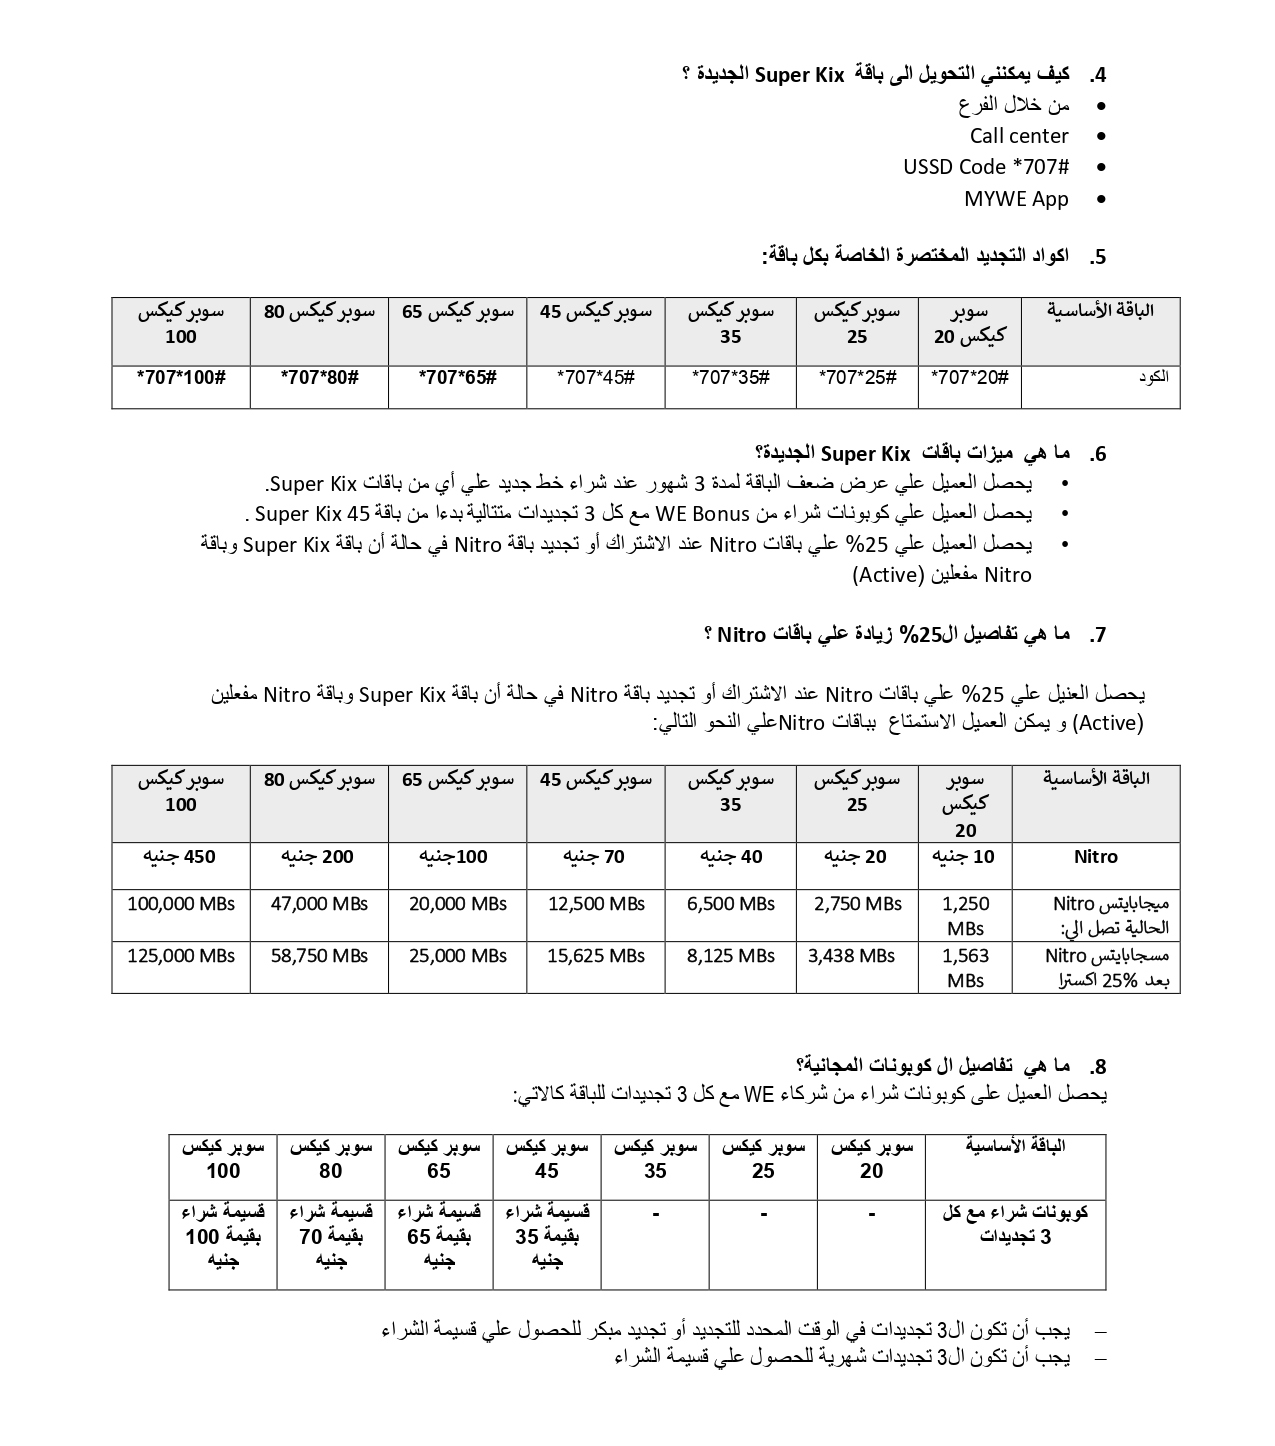 4. كيف يمكنني التحويل الى باقة Super Kix الجديدة ؟
• من خلال الفرع
• Call center
• USSD Code *707#
• MYWE App
5. اكواد التجديد المختصرة الخاصة بكل باقة:
الباقة الأساسية | سوبر كيكس 20 | سوبر كيكس 25 | سوبر كيكس 35 | سوبر كيكس 45 | سوبر كيكس 65 | سوبر كيكس 80 | سوبر كيكس 100
الكود | *707*20# | *707*25# | *707*35# | *707*45# | *707*65# | *707*80# | *707*100#
6. ما هي ميزات باقات Super Kix الجديدة؟
• يحصل العميل علي عرض ضعف الباقة لمدة 3 شهور عند شراء خط جديد علي أي من باقات Super Kix.
• يحصل العميل علي كوبونات شراء من WE Bonus مع كل 3 تجديدات متتالية بدءا من باقة Super Kix 45 .
• يحصل العميل علي 25% علي باقات Nitro عند الاشتراك أو تجديد باقة Nitro في حالة أن باقة Super Kix وباقة
Nitro مفعلين (Active)
7. ما هي تفاصيل ال25% زيادة علي باقات Nitro ؟
يحصل العنيل علي 25% علي باقات Nitro عند الاشتراك أو تجديد باقة Nitro في حالة أن باقة Super Kix وباقة Nitro مفعلين
(Active) و يمكن العميل الاستمتاع بباقات Nitroعلي النحو التالي:
الباقة الأساسية | سوبر كيكس 20 | سوبر كيكس 25 | سوبر كيكس 35 | سوبر كيكس 45 | سوبر كيكس 65 | سوبر كيكس 80 | سوبر كيكس 100
Nitro | 10 جنيه | 20 جنيه | 40 جنيه | 70 جنيه | 100جنيه | 200 جنيه | 450 جنيه
ميجابايتس Nitro الحالية تصل الي: | 1,250 MBs | 2,750 MBs | 6,500 MBs | 12,500 MBs | 20,000 MBs | 47,000 MBs | 100,000 MBs
مسجابايتس Nitro بعد %25 اكسترا | 1,563 MBs | 3,438 MBs | 8,125 MBs | 15,625 MBs | 25,000 MBs | 58,750 MBs | 125,000 MBs
8. ما هي تفاصيل ال كوبونات المجانية؟
يحصل العميل على كوبونات شراء من شركاء WE مع كل 3 تجديدات للباقة كالاتي:
الباقة الأساسية | سوبر كيكس 20 | سوبر كيكس 25 | سوبر كيكس 35 | سوبر كيكس 45 | سوبر كيكس 65 | سوبر كيكس 80 | سوبر كيكس 100
كوبونات شراء مع كل 3 تجديدات | - | - | - | قسيمة شراء بقيمة 35 جنيه | قسيمة شراء بقيمة 65 جنيه | قسيمة شراء بقيمة 70 جنيه | قسيمة شراء بقيمة 100 جنيه
– يجب أن تكون ال3 تجديدات في الوقت المحدد للتجديد أو تجديد مبكر للحصول علي قسيمة الشراء
– يجب أن تكون ال3 تجديدات شهرية للحصول علي قسيمة الشراء